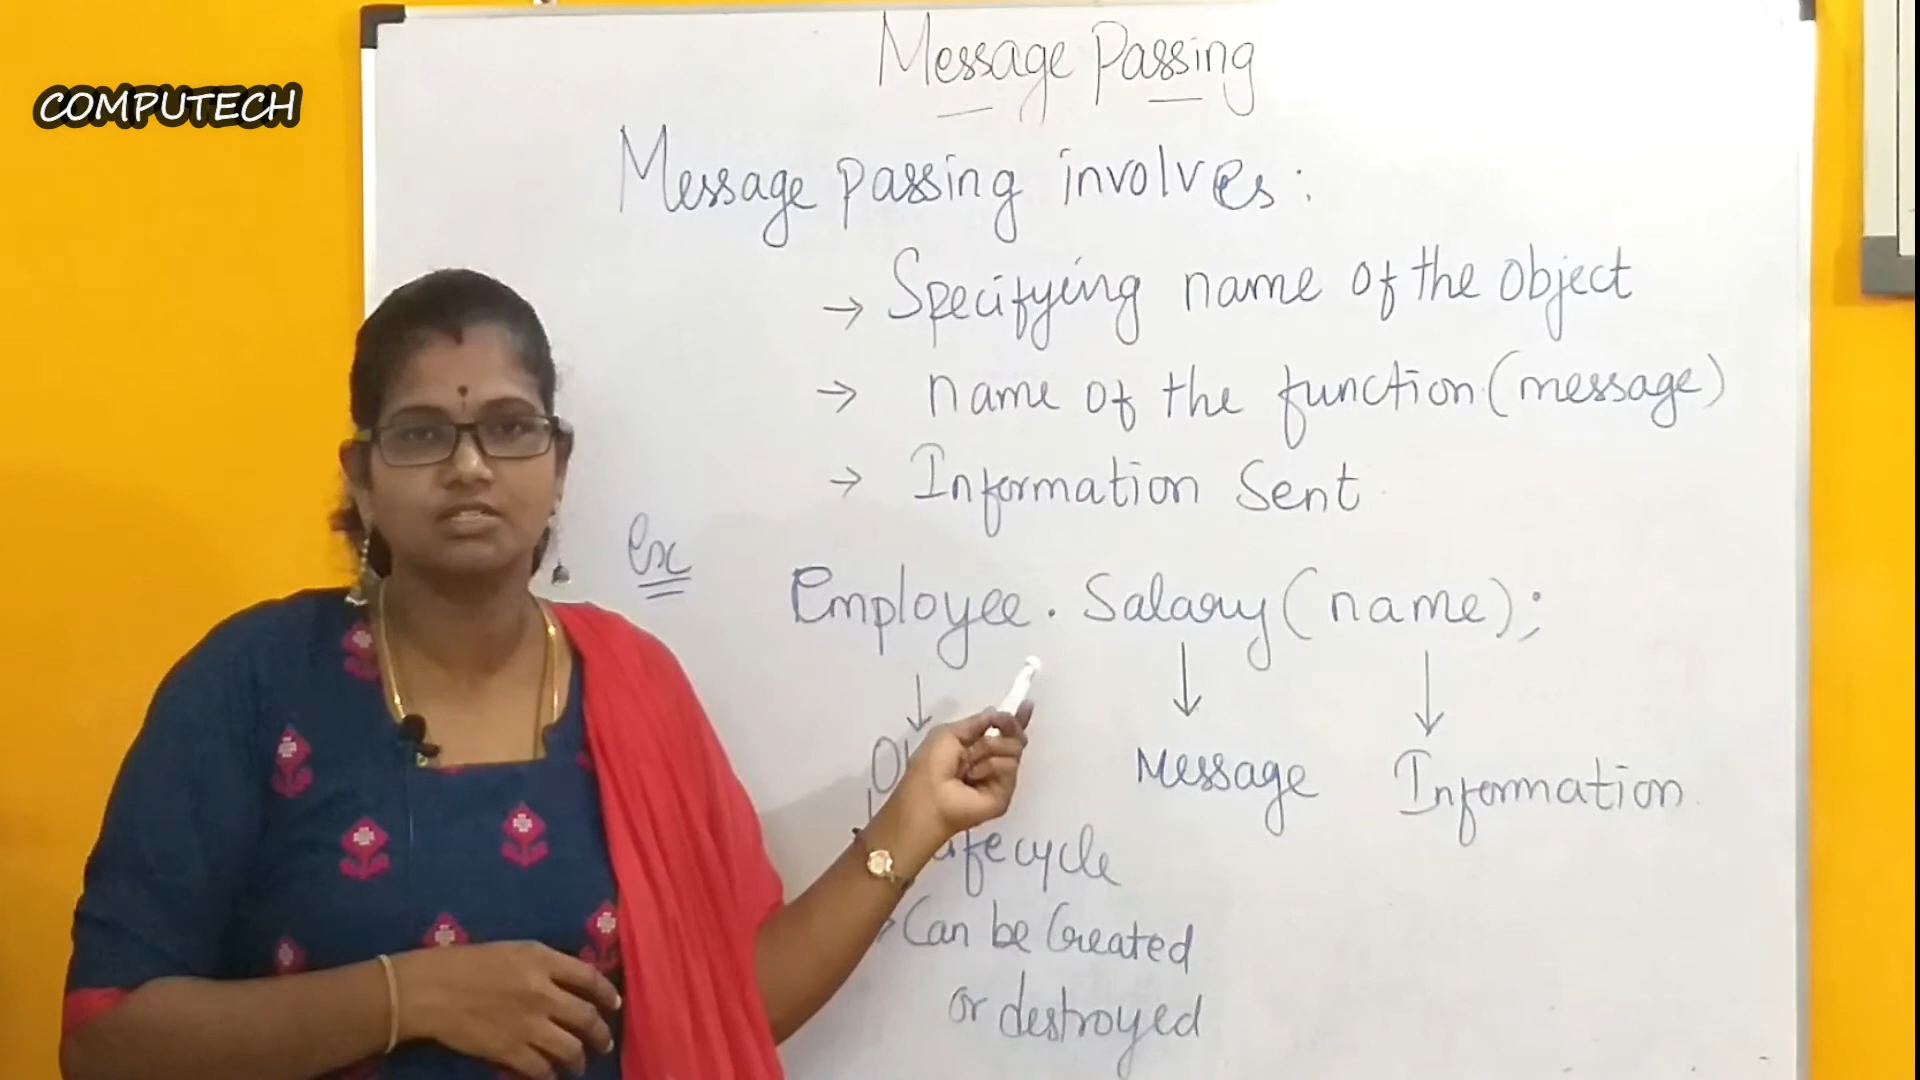 COMPUTECH
Message Passing
Message passing involves:
→ Specifying name of the object
→ name of the function (message)
→ Information Sent
ex
Employee . Salary (name);
Message Information
Can be Created
or destroyed